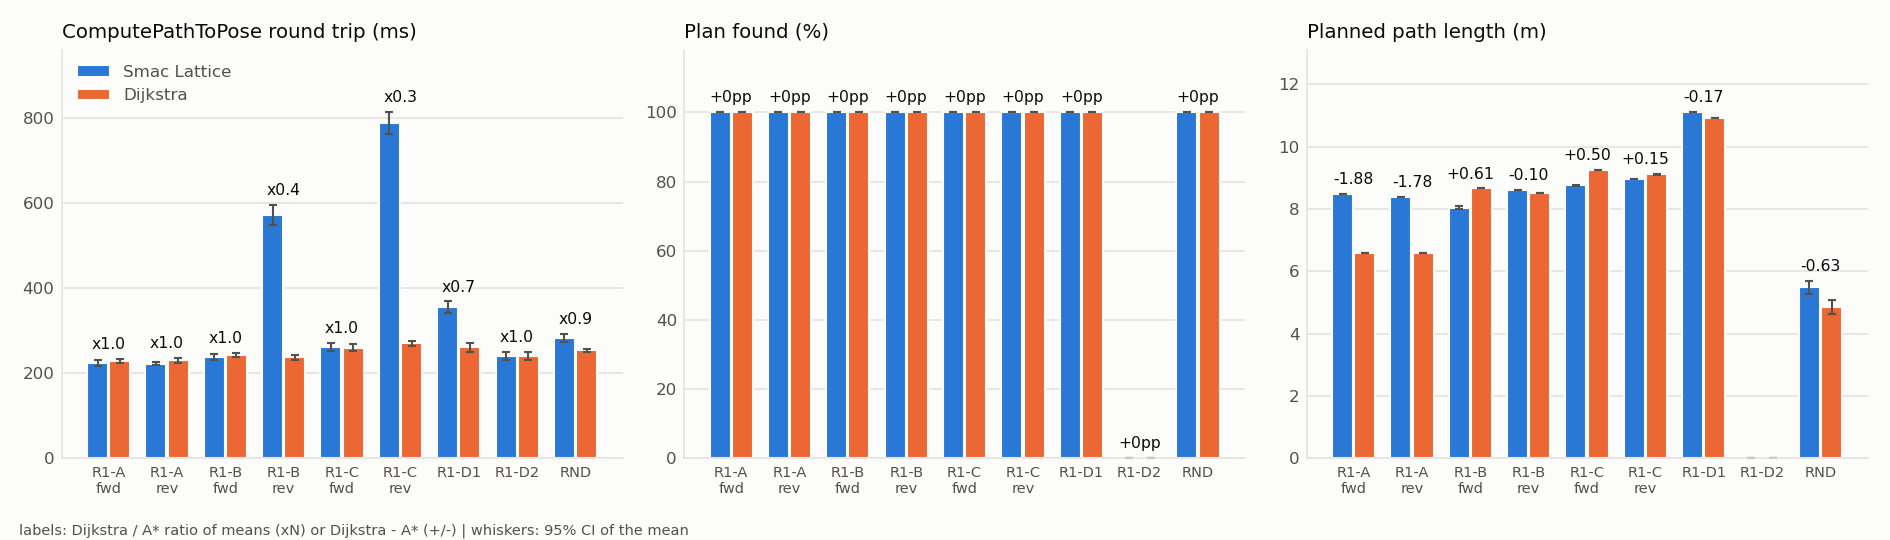 ComputePathToPose round trip (ms)
Smac Lattice
Dijkstra
800
600
400
200
0
x1.0
x1.0
x1.0
x0.4
x1.0
x0.3
x0.7
x1.0
x0.9
R1-A R1-A R1-B R1-B R1-C R1-C R1-D1 R1-D2 RND
fwd rev fwd rev fwd rev
Plan found (%)
100
80
60
40
20
0
+0pp +0pp +0pp +0pp +0pp +0pp +0pp +0pp
+0pp
R1-A R1-A R1-B R1-B R1-C R1-C R1-D1 R1-D2 RND
fwd rev fwd rev fwd rev
Planned path length (m)
12
10
8
6
4
2
0
-1.88
-1.78
+0.61
-0.10
+0.50
+0.15
-0.17
-0.63
R1-A R1-A R1-B R1-B R1-C R1-C R1-D1 R1-D2 RND
fwd rev fwd rev fwd rev
labels: Dijkstra / A* ratio of means (xN) or Dijkstra - A* (+/-) | whiskers: 95% CI of the mean